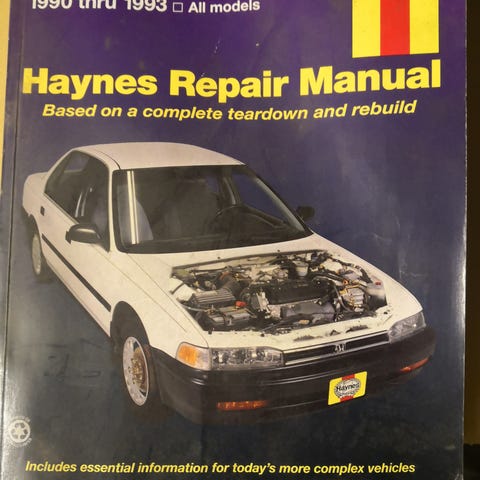 1990 thru 1993 □ All models
Haynes Repair Manual
Based on a complete teardown and rebuild
Haynes
Includes essential information for today's more complex vehicles